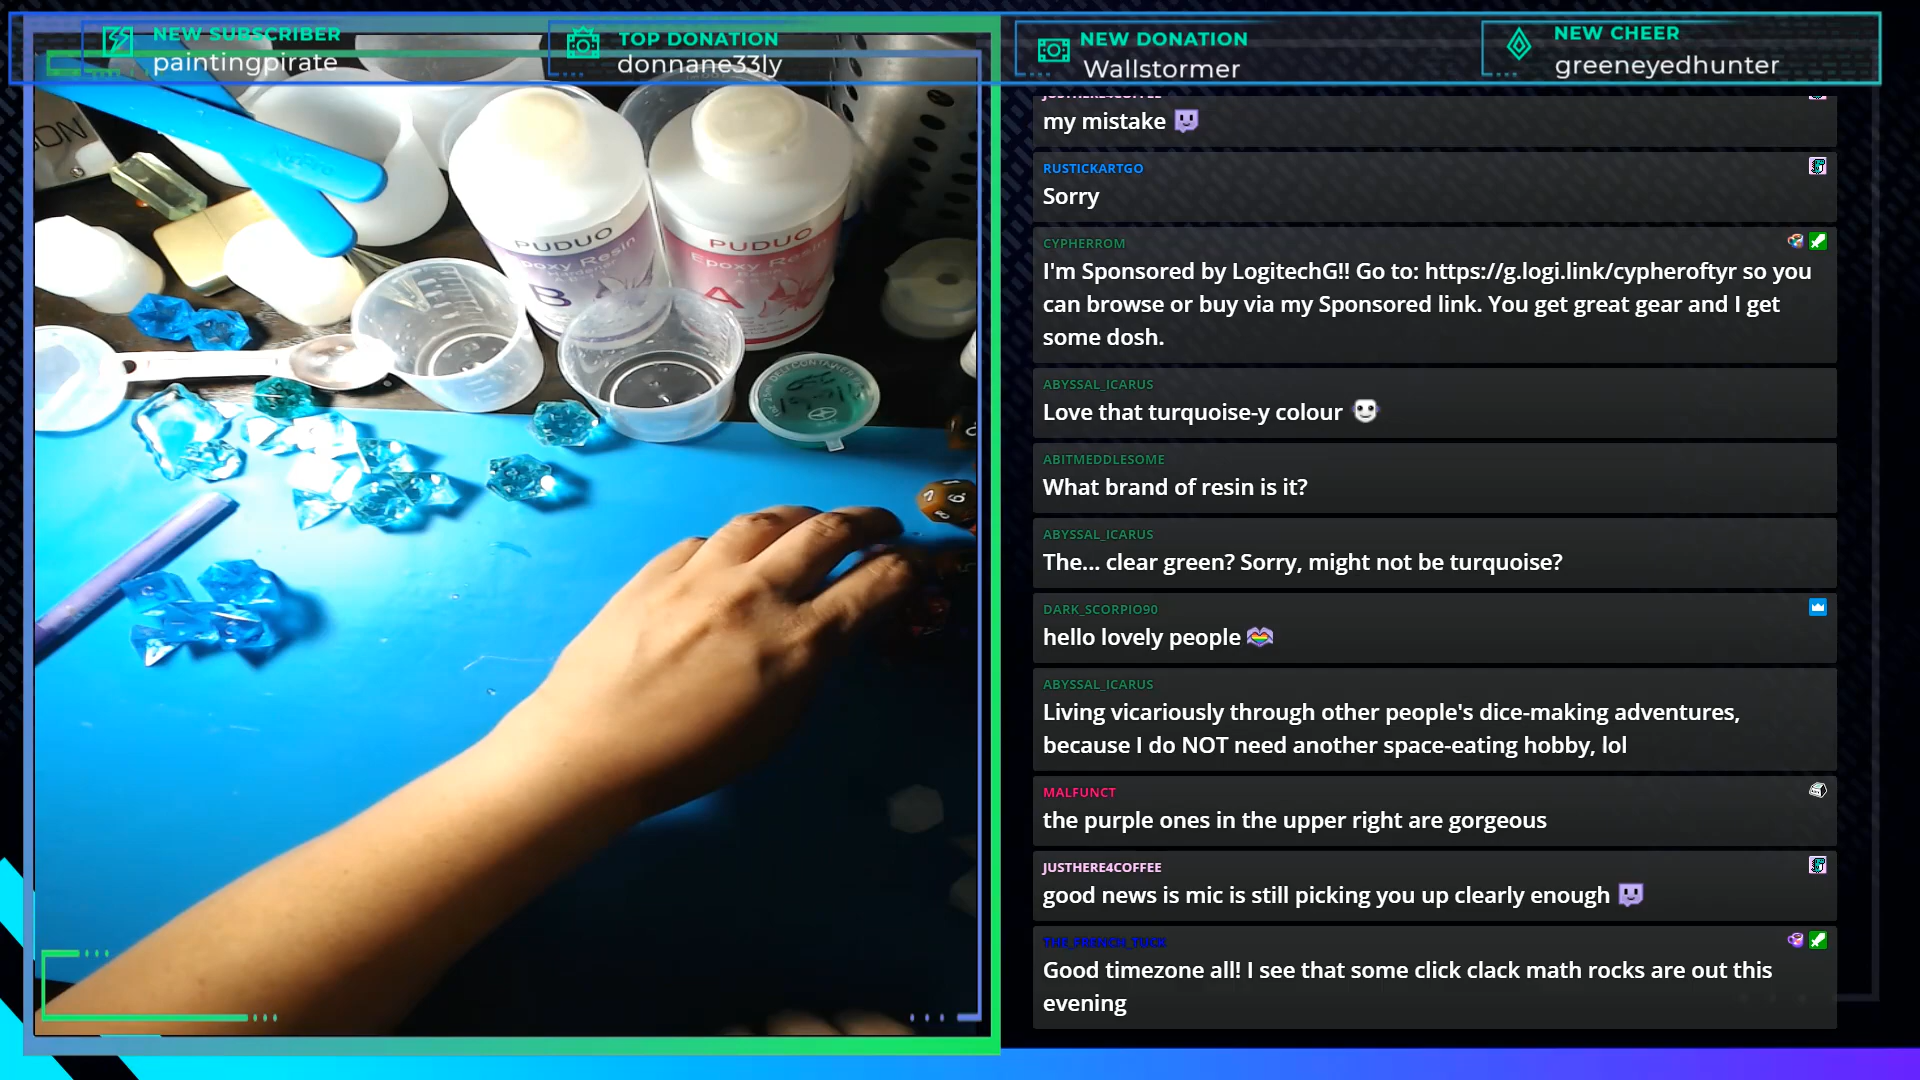 NEW SUBSCRIBER
paintingpirate
TOP DONATION
donnane33ly
NEW DONATION
Wallstormer
NEW CHEER
greeneyedhunter
PUDUO
Epoxy Resin
Hardener
B
PUDUO
Epoxy Resin
A
DELI CONTAINER
JUSTHERE4COFFEE
my mistake
RUSTICKARTGO
Sorry
CYPHERROM
I'm Sponsored by LogitechG!! Go to: https://g.logi.link/cypheroftyr so you
can browse or buy via my Sponsored link. You get great gear and I get
some dosh.
ABYSSAL_ICARUS
Love that turquoise-y colour
ABITMEDDLESOME
What brand of resin is it?
ABYSSAL_ICARUS
The... clear green? Sorry, might not be turquoise?
DARK_SCORPIO90
hello lovely people
ABYSSAL_ICARUS
Living vicariously through other people's dice-making adventures,
because I do NOT need another space-eating hobby, lol
MALFUNCT
the purple ones in the upper right are gorgeous
JUSTHERE4COFFEE
good news is mic is still picking you up clearly enough
THE_FRENCH_TUCK
Good timezone all! I see that some click clack math rocks are out this
evening